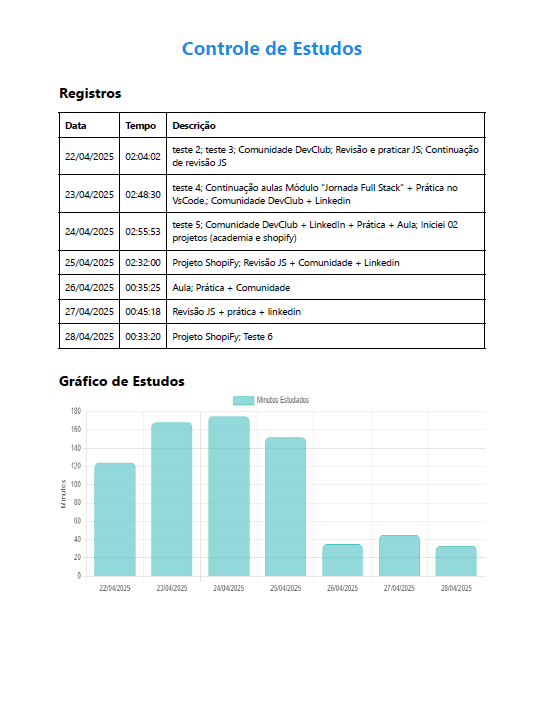 Controle de Estudos
Registros
Data Tempo Descrição
22/04/2025 02:04:02 teste 2; teste 3; Comunidade DevClub; Revisão e praticar JS; Continuação
de revisão JS
23/04/2025 02:48:30 teste 4; Continuação aulas Módulo "Jornada Full Stack" + Prática no
VsCode.; Comunidade DevClub + Linkedin
24/04/2025 02:55:53 teste 5; Comunidade DevClub + LinkedIn + Prática + Aula; Iniciei 02
projetos (academia e shopify)
25/04/2025 02:32:00 Projeto ShopiFy; Revisão JS + Comunidade + Linkedin
26/04/2025 00:35:25 Aula; Prática + Comunidade
27/04/2025 00:45:18 Revisão JS + prática + linkedin
28/04/2025 00:33:20 Projeto ShopiFy; Teste 6
Gráfico de Estudos
Minutos Estudados
180
160
140
120
100
80
60
40
20
0
Minutos
22/04/2025 23/04/2025 24/04/2025 25/04/2025 26/04/2025 27/04/2025 28/04/2025